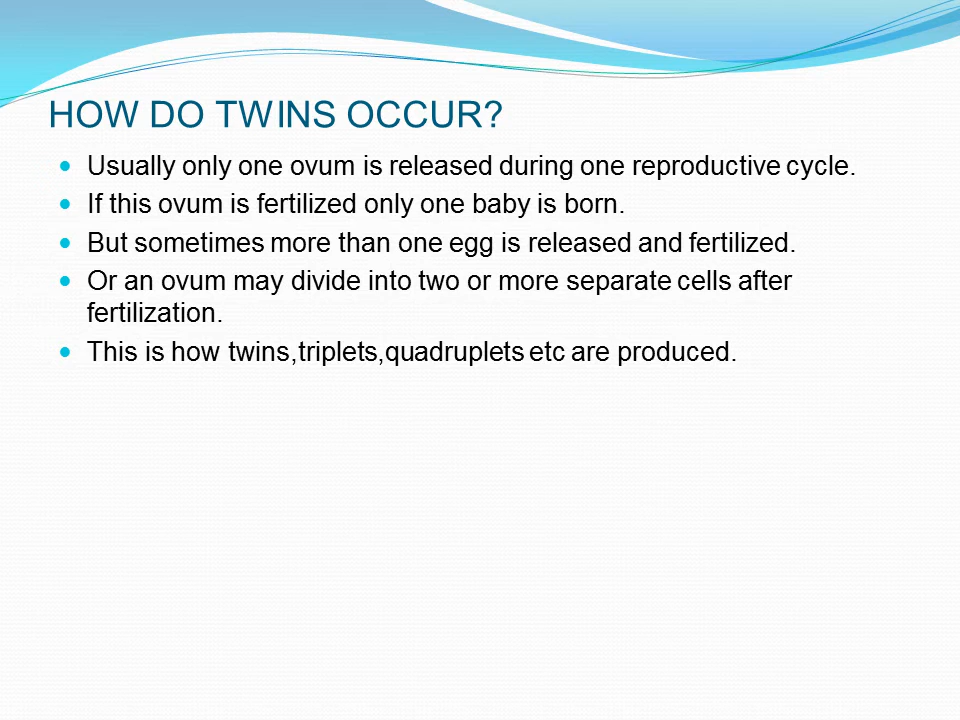 HOW DO TWINS OCCUR?
Usually only one ovum is released during one reproductive cycle.
If this ovum is fertilized only one baby is born.
But sometimes more than one egg is released and fertilized.
Or an ovum may divide into two or more separate cells after
fertilization.
This is how twins,triplets,quadruplets etc are produced.